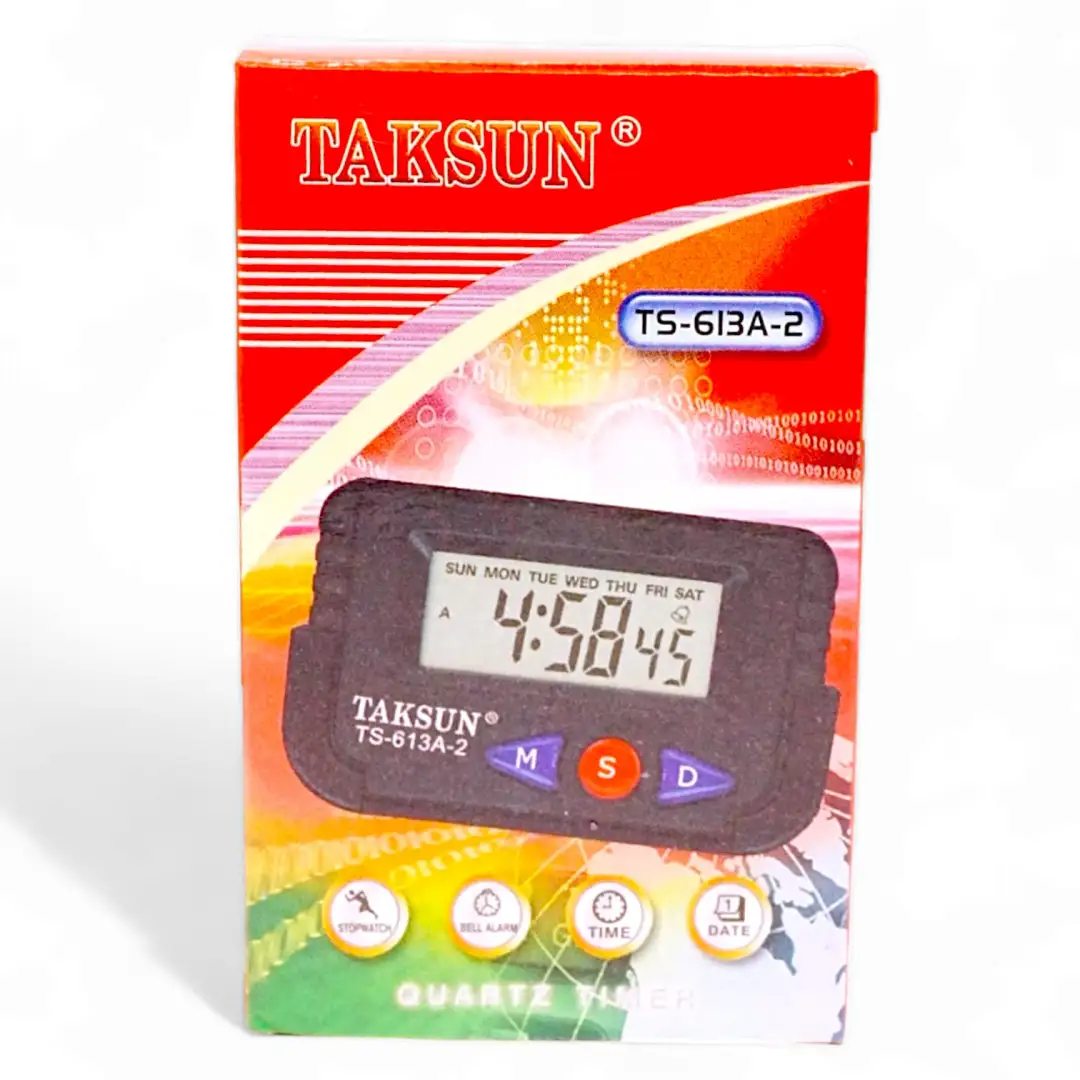 TAKSUN®
TS-613A-2
SUN MON TUE WED THU FRI SAT
A 4:58 45
TAKSUN®
TS-613A-2
M S D
STOPWATCH
BELL ALARM
TIME
1
DATE
QUARTZ TIMER